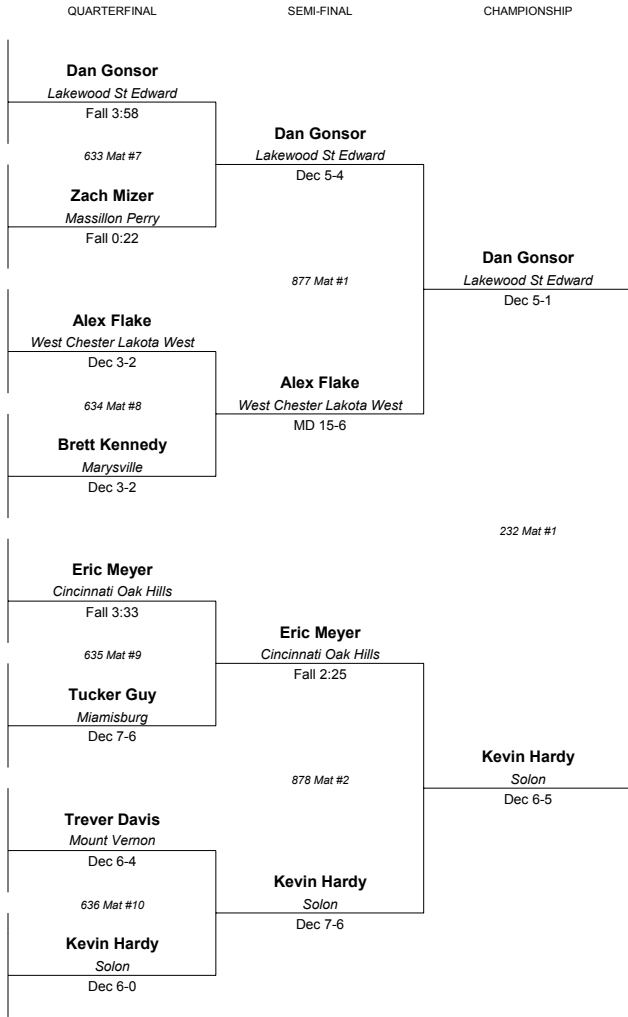 QUARTERFINAL
SEMI-FINAL
CHAMPIONSHIP
Dan Gonsor
Lakewood St Edward
Fall 3:58
633 Mat #7
Zach Mizer
Massillon Perry
Fall 0:22
Alex Flake
West Chester Lakota West
Dec 3-2
634 Mat #8
Brett Kennedy
Marysville
Dec 3-2
Eric Meyer
Cincinnati Oak Hills
Fall 3:33
635 Mat #9
Tucker Guy
Miamisburg
Dec 7-6
Trever Davis
Mount Vernon
Dec 6-4
636 Mat #10
Kevin Hardy
Solon
Dec 6-0
Dan Gonsor
Lakewood St Edward
Dec 5-4
877 Mat #1
Alex Flake
West Chester Lakota West
MD 15-6
Eric Meyer
Cincinnati Oak Hills
Fall 2:25
878 Mat #2
Kevin Hardy
Solon
Dec 7-6
Dan Gonsor
Lakewood St Edward
Dec 5-1
232 Mat #1
Kevin Hardy
Solon
Dec 6-5